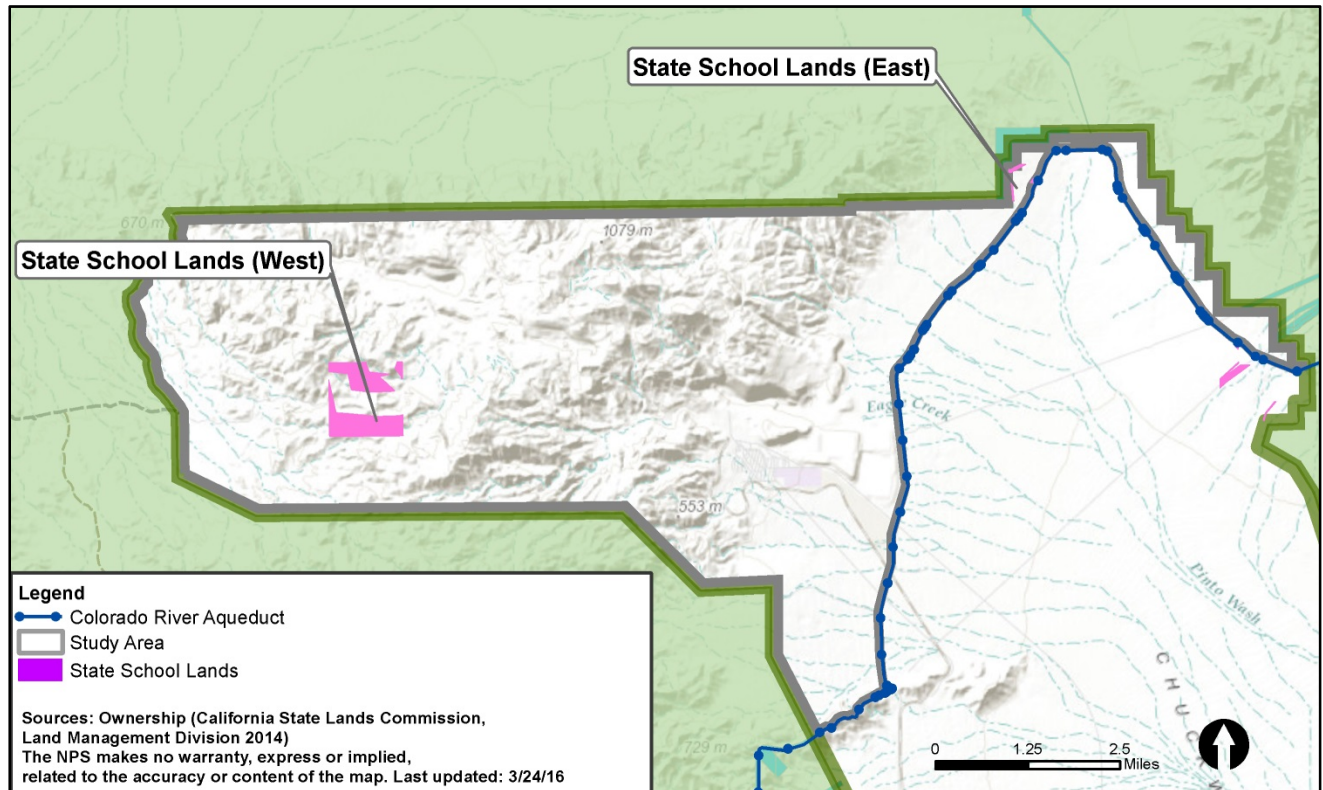 State School Lands (East)
670 m
1079 m
State School Lands (West)
Eagle Creek
553 m
Pinto Wash
729 m
Legend
Colorado River Aqueduct
Study Area
State School Lands
Sources: Ownership (California State Lands Commission,
Land Management Division 2014)
The NPS makes no warranty, express or implied,
related to the accuracy or content of the map. Last updated: 3/24/16
0 1.25 2.5
Miles